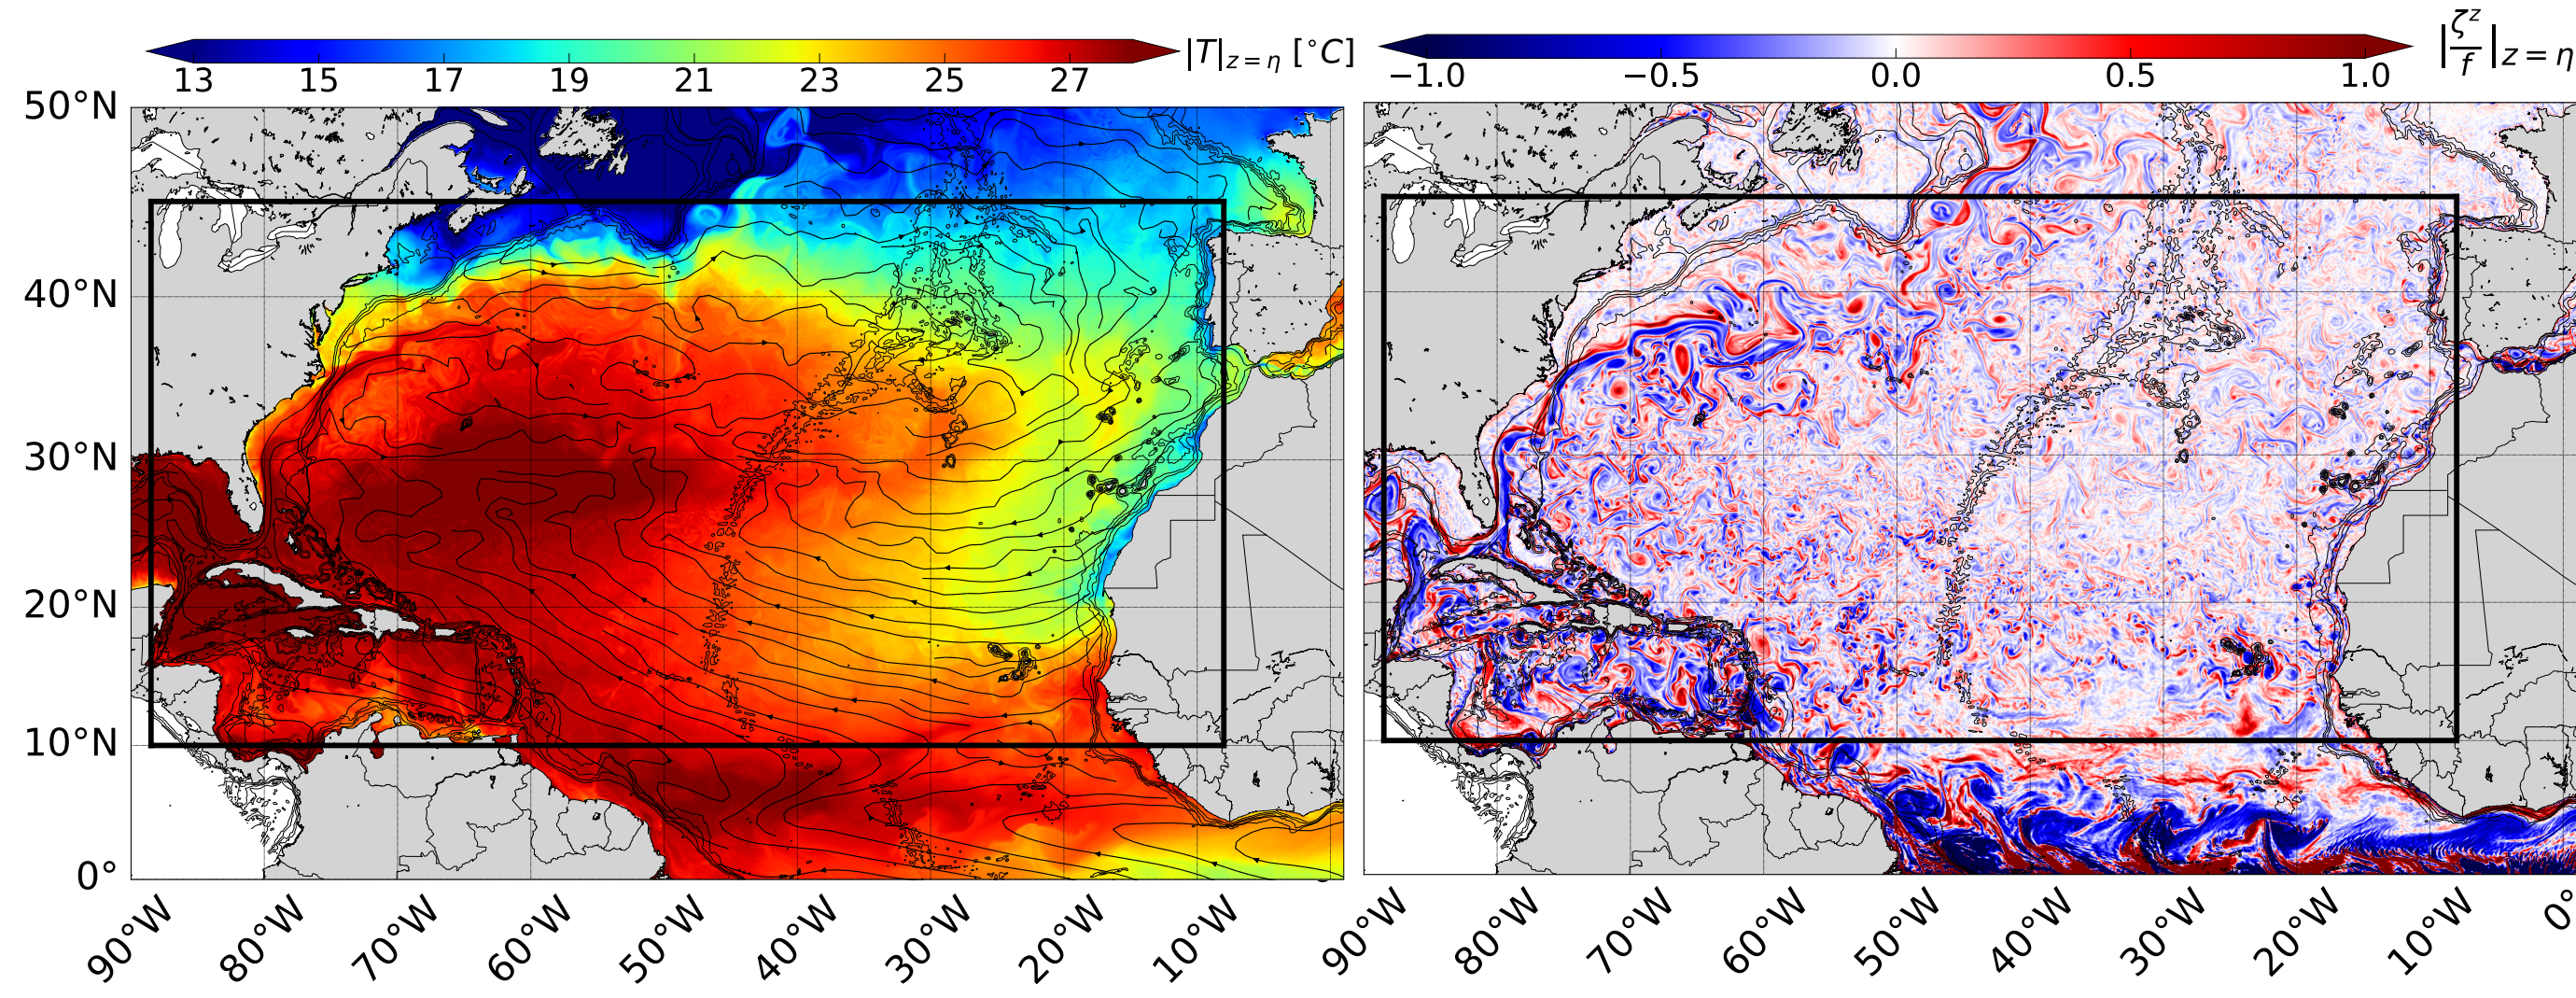 13 15 17 19 21 23 25 27 |T|z = η [°C]
−1.0 −0.5 0.0 0.5 1.0 |ζz/f|z = η
50°N
40°N
30°N
20°N
10°N
0°
90°W 80°W 70°W 60°W 50°W 40°W 30°W 20°W 10°W
90°W 80°W 70°W 60°W 50°W 40°W 30°W 20°W 10°W 0°